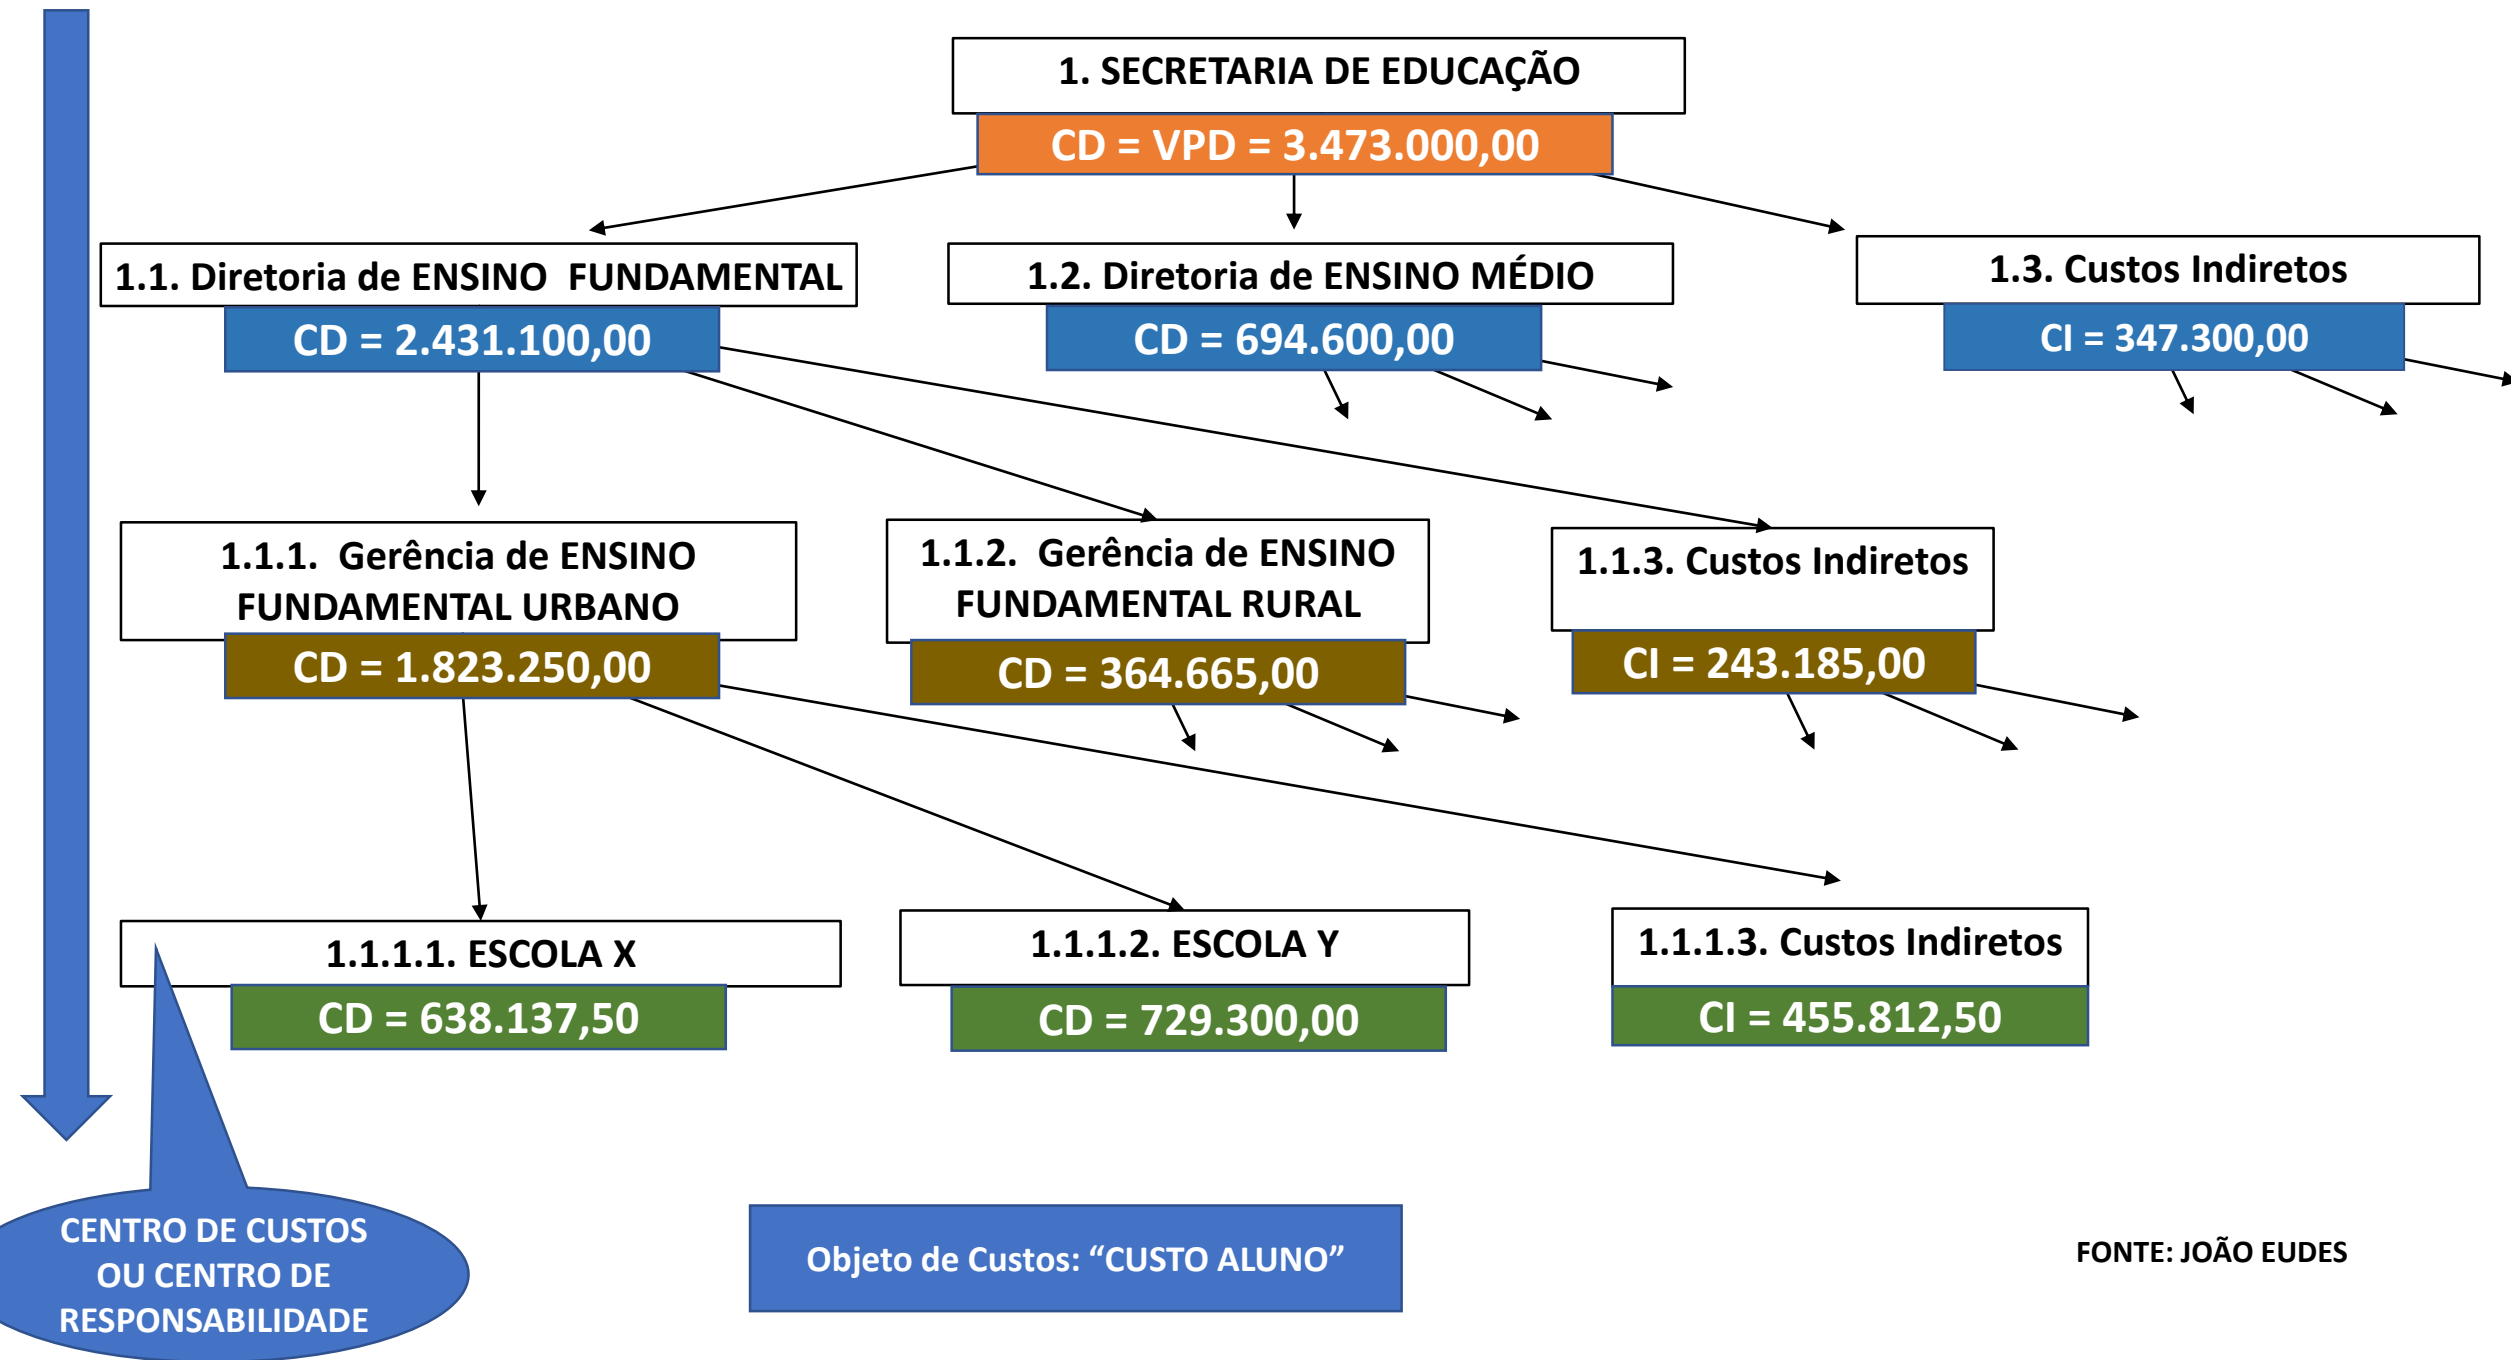 1. SECRETARIA DE EDUCAÇÃO
CD = VPD = 3.473.000,00
1.1. Diretoria de ENSINO FUNDAMENTAL
CD = 2.431.100,00
1.2. Diretoria de ENSINO MÉDIO
CD = 694.600,00
1.3. Custos Indiretos
CI = 347.300,00
1.1.1. Gerência de ENSINO
FUNDAMENTAL URBANO
CD = 1.823.250,00
1.1.2. Gerência de ENSINO
FUNDAMENTAL RURAL
CD = 364.665,00
1.1.3. Custos Indiretos
CI = 243.185,00
1.1.1.1. ESCOLA X
CD = 638.137,50
1.1.1.2. ESCOLA Y
CD = 729.300,00
1.1.1.3. Custos Indiretos
CI = 455.812,50
CENTRO DE CUSTOS
OU CENTRO DE
RESPONSABILIDADE
Objeto de Custos: “CUSTO ALUNO”
FONTE: JOÃO EUDES